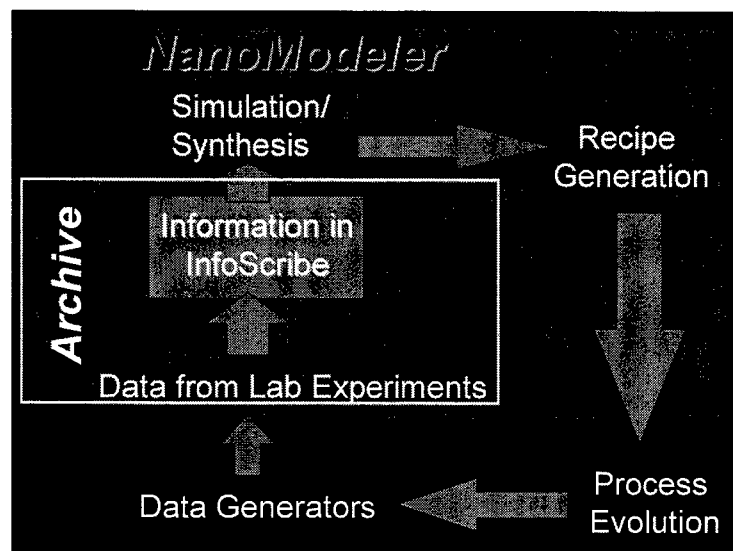 NanoModeler
Simulation/
Synthesis
Recipe
Generation
Archive
Information in
InfoScribe
Data from Lab Experiments
Data Generators
Process
Evolution